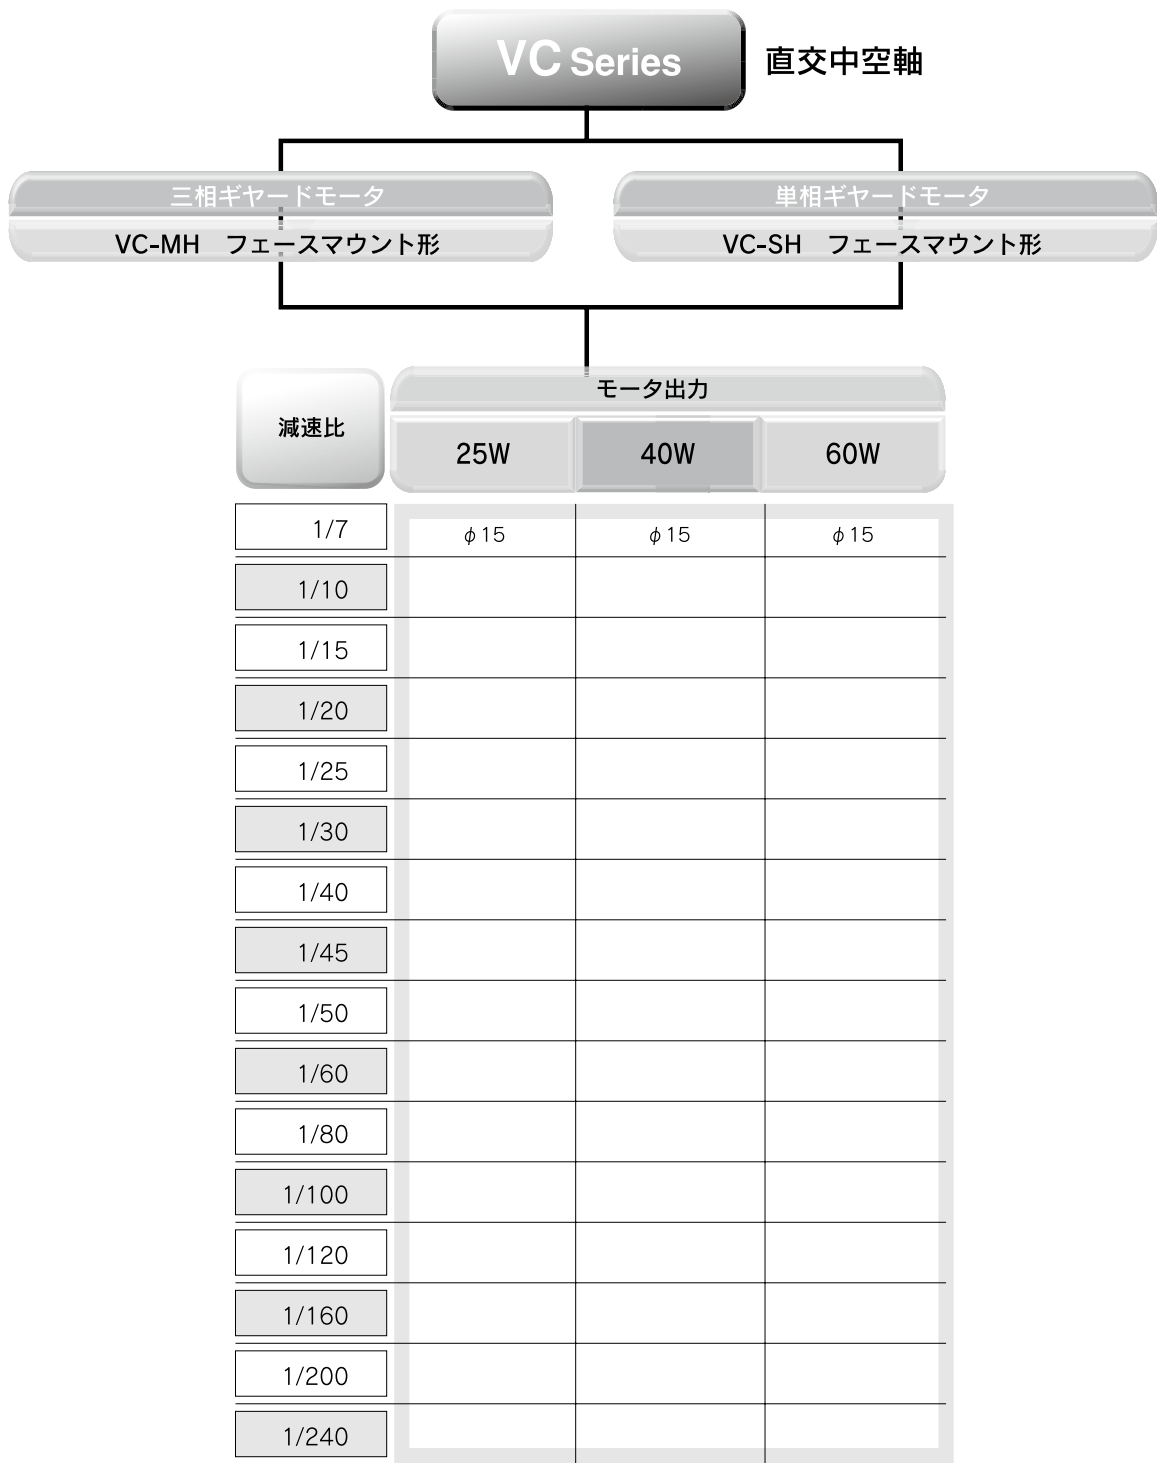 VC Series 直交中空軸
三相ギヤードモータ
VC-MH フェースマウント形
単相ギヤードモータ
VC-SH フェースマウント形
減速比
モータ出力
25W 40W 60W
1/7 φ15 φ15 φ15
1/10
1/15
1/20
1/25
1/30
1/40
1/45
1/50
1/60
1/80
1/100
1/120
1/160
1/200
1/240